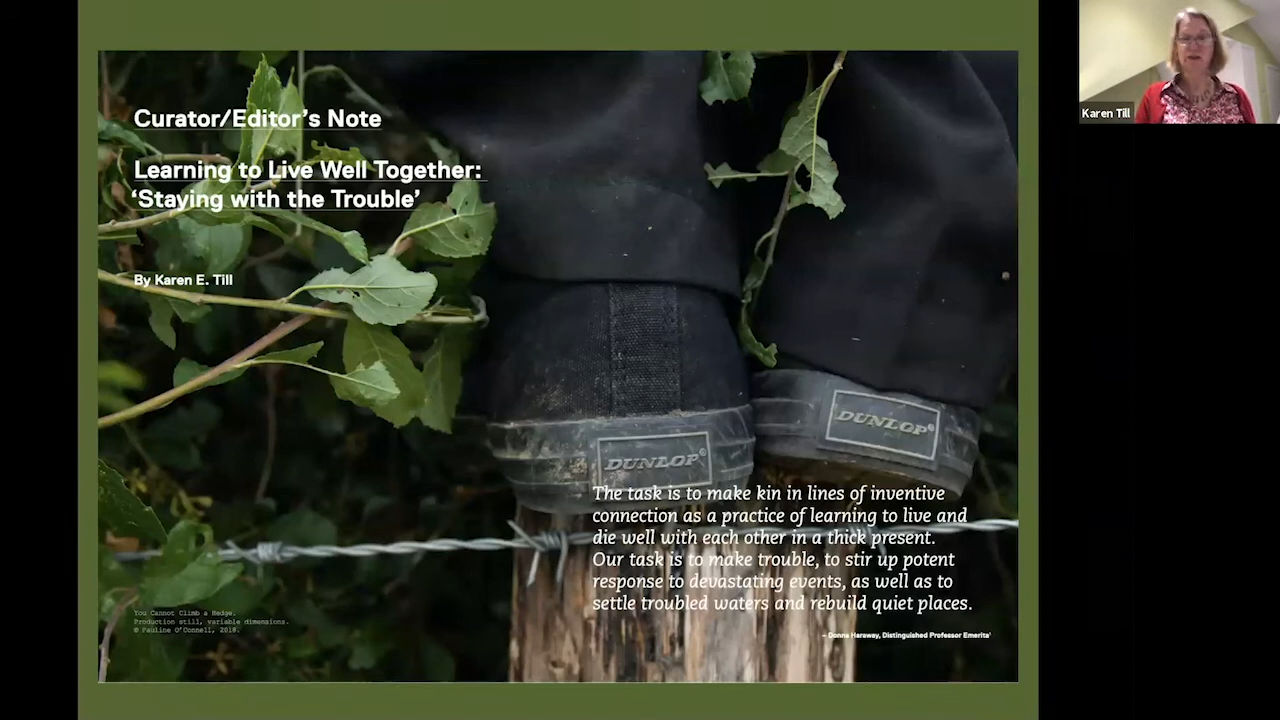 Curator/Editor's Note
Learning to Live Well Together:
'Staying with the Trouble'
By Karen E. Till
DUNLOP®
DUNLOP®
The task is to make kin in lines of inventive
connection as a practice of learning to live and
die well with each other in a thick present.
Our task is to make trouble, to stir up potent
response to devastating events, as well as to
settle troubled waters and rebuild quiet places.
– Donna Haraway, Distinguished Professor Emerita¹
You Cannot Climb a Hedge.
Production still, variable dimensions.
© Pauline O'Connell, 2018.
Karen Till